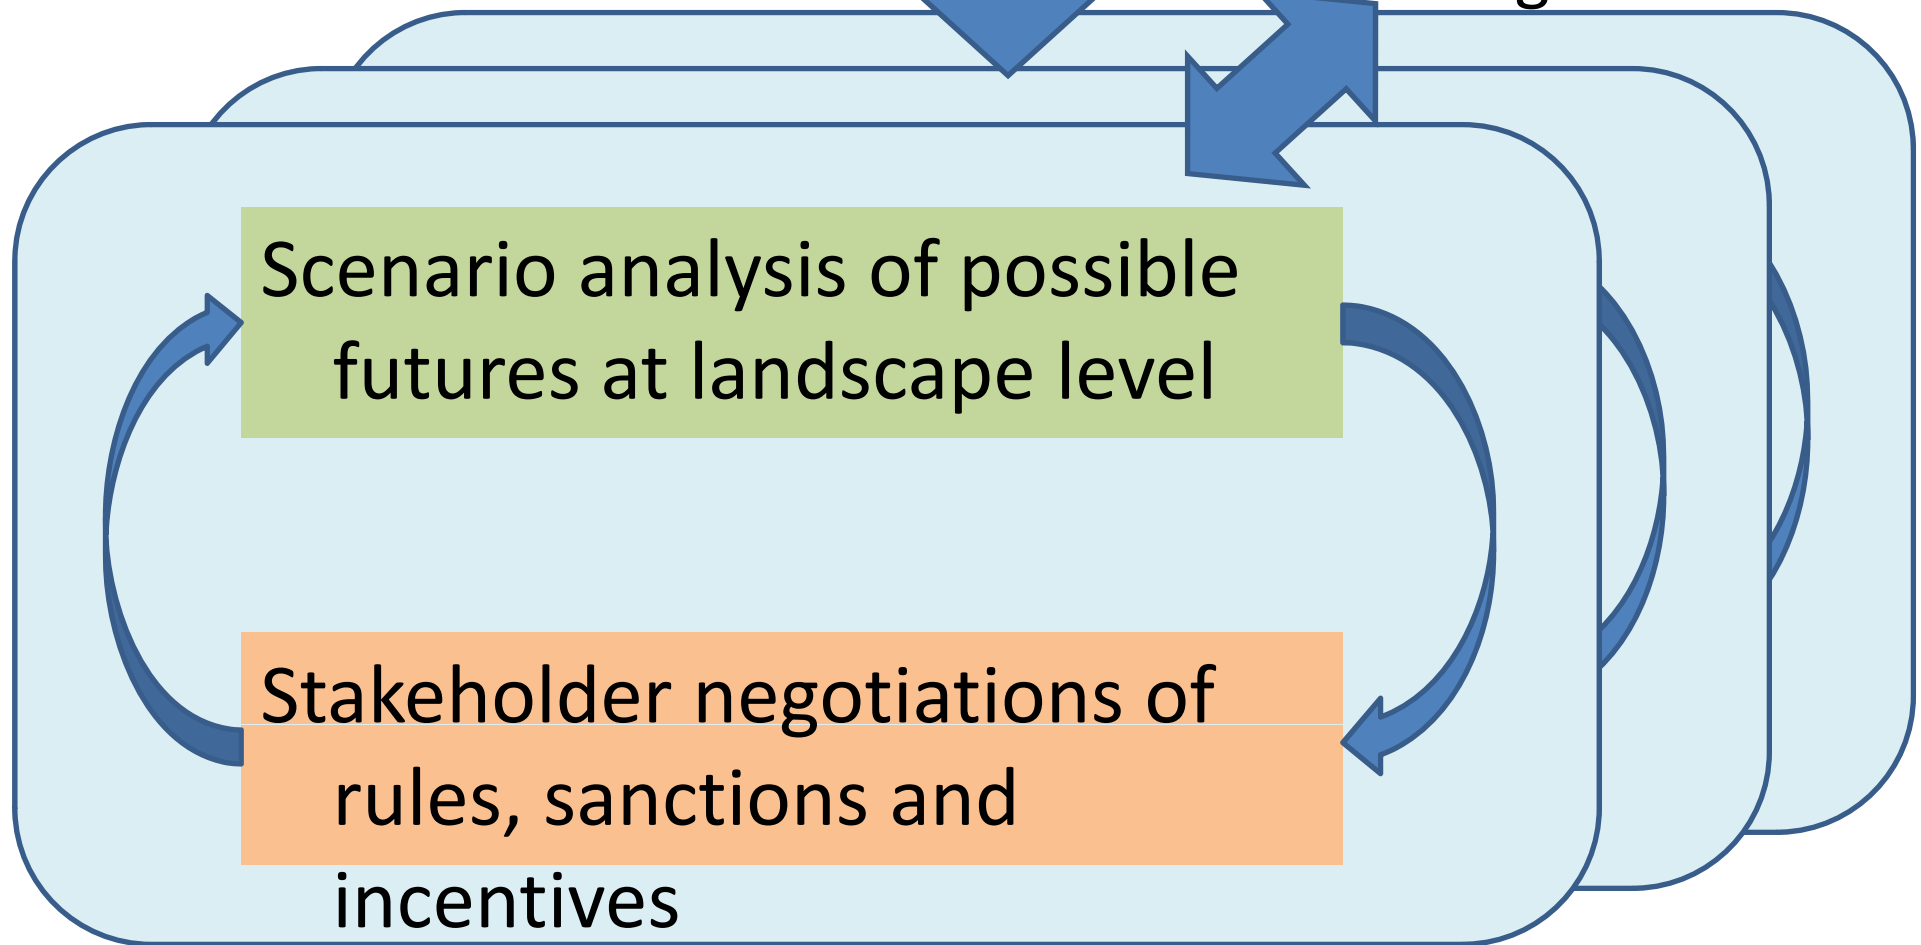 Scenario analysis of possible
futures at landscape level
Stakeholder negotiations of
rules, sanctions and
incentives